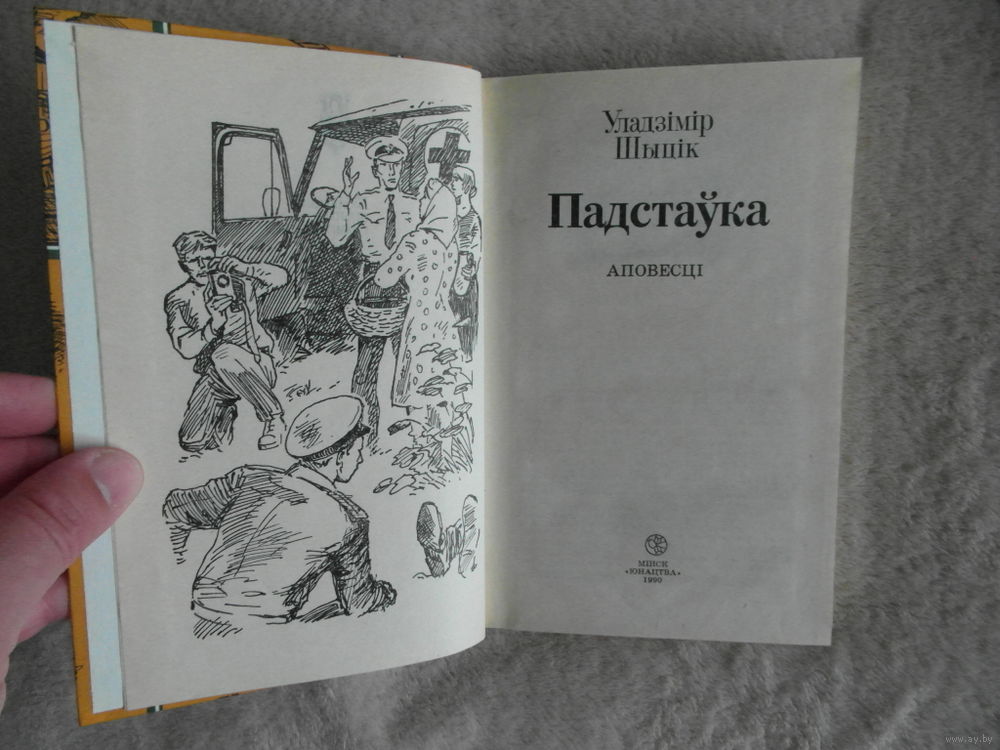 Уладзімір
Шыцік
Падстаўка
АПОВЕСЦІ
МІНСК
«ЮНАЦТВА»
1990
www.ay.by